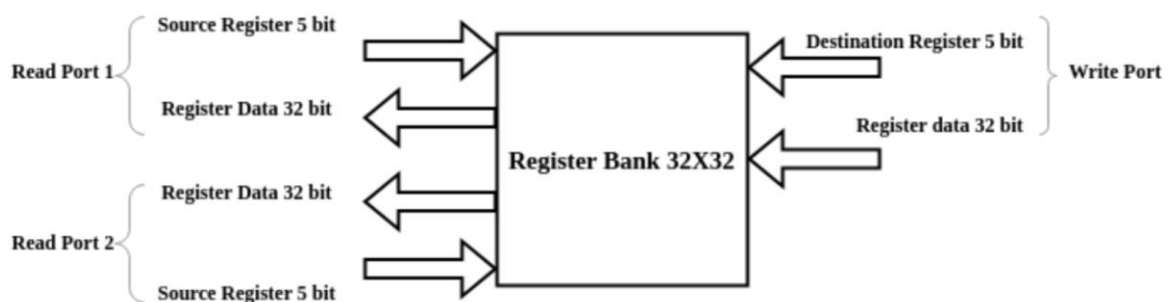 Source Register 5 bit
Read Port 1
Register Data 32 bit
Register Data 32 bit
Read Port 2
Source Register 5 bit
Register Bank 32X32
Destination Register 5 bit
Write Port
Register data 32 bit